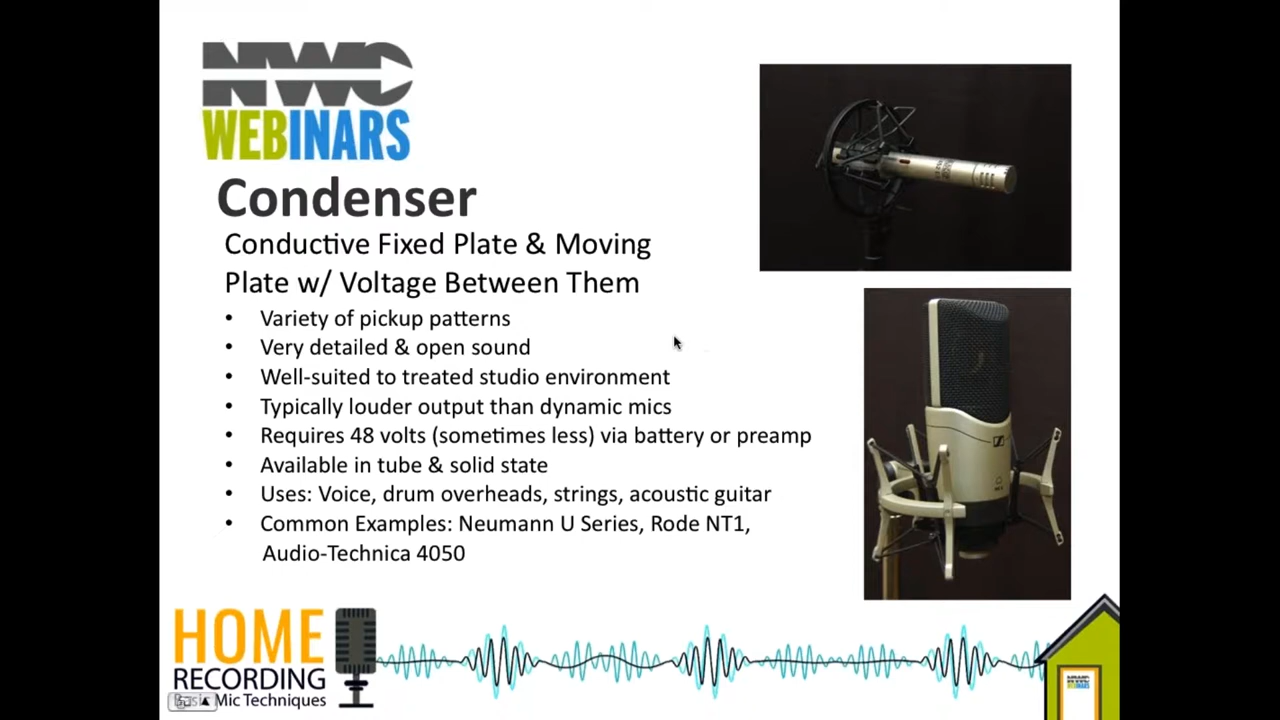 NWC
WEBINARS
Condenser
Conductive Fixed Plate & Moving
Plate w/ Voltage Between Them
• Variety of pickup patterns
• Very detailed & open sound
• Well-suited to treated studio environment
• Typically louder output than dynamic mics
• Requires 48 volts (sometimes less) via battery or preamp
• Available in tube & solid state
• Uses: Voice, drum overheads, strings, acoustic guitar
• Common Examples: Neumann U Series, Rode NT1,
Audio-Technica 4050
HOME
RECORDING
Mic Techniques
NWC
WEBINARS